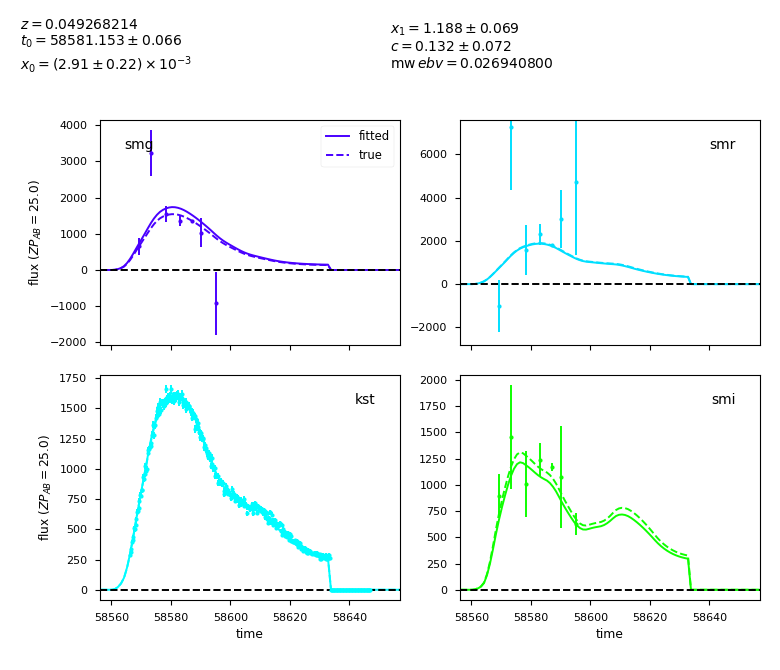 z = 0.049268214
t₀ = 58581.153 ± 0.066
x₀ = (2.91 ± 0.22) × 10⁻³
x₁ = 1.188 ± 0.069
c = 0.132 ± 0.072
mw ebv = 0.026940800
smg
fitted
true
4000
3000
2000
1000
0
−1000
−2000
flux (ZP_AB = 25.0)
smr
6000
4000
2000
0
−2000
kst
1750
1500
1250
1000
750
500
250
0
flux (ZP_AB = 25.0)
58560 58580 58600 58620 58640
time
smi
2000
1750
1500
1250
1000
750
500
250
0
58560 58580 58600 58620 58640
time